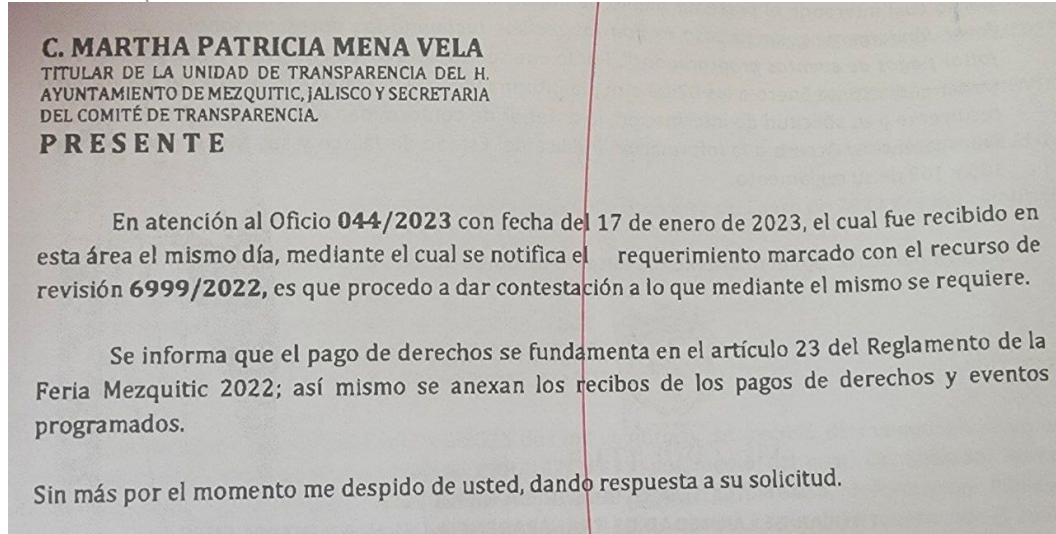 C. MARTHA PATRICIA MENA VELA
TITULAR DE LA UNIDAD DE TRANSPARENCIA DEL H.
AYUNTAMIENTO DE MEZQUITIC, JALISCO Y SECRETARIA
DEL COMITÉ DE TRANSPARENCIA.
P R E S E N T E
En atención al Oficio 044/2023 con fecha del 17 de enero de 2023, el cual fue recibido en
esta área el mismo día, mediante el cual se notifica el requerimiento marcado con el recurso de
revisión 6999/2022, es que procedo a dar contestación a lo que mediante el mismo se requiere.
Se informa que el pago de derechos se fundamenta en el artículo 23 del Reglamento de la
Feria Mezquitic 2022; así mismo se anexan los recibos de los pagos de derechos y eventos
programados.
Sin más por el momento me despido de usted, dando respuesta a su solicitud.